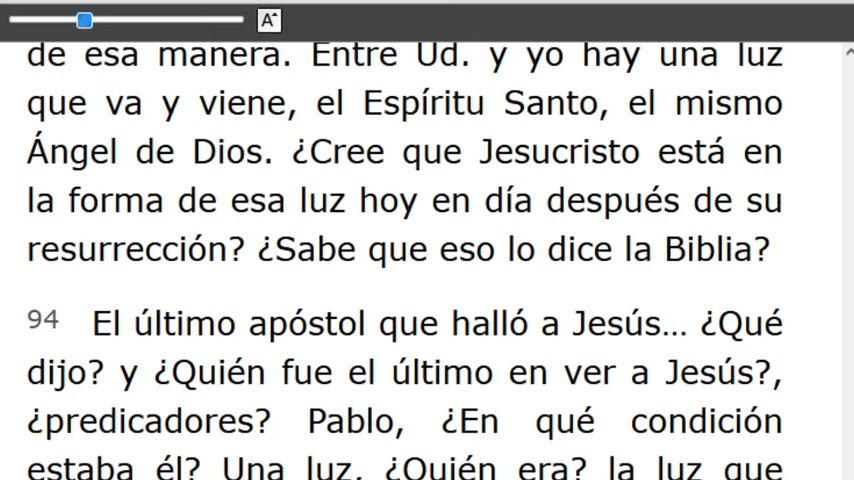 A
de esa manera. Entre Ud. y yo hay una luz
que va y viene, el Espíritu Santo, el mismo
Ángel de Dios. ¿Cree que Jesucristo está en
la forma de esa luz hoy en día después de su
resurrección? ¿Sabe que eso lo dice la Biblia?
94 El último apóstol que halló a Jesús... ¿Qué
dijo? y ¿Quién fue el último en ver a Jesús?,
¿predicadores? Pablo, ¿En qué condición
estaba él? Una luz, ¿Quién era? la luz que